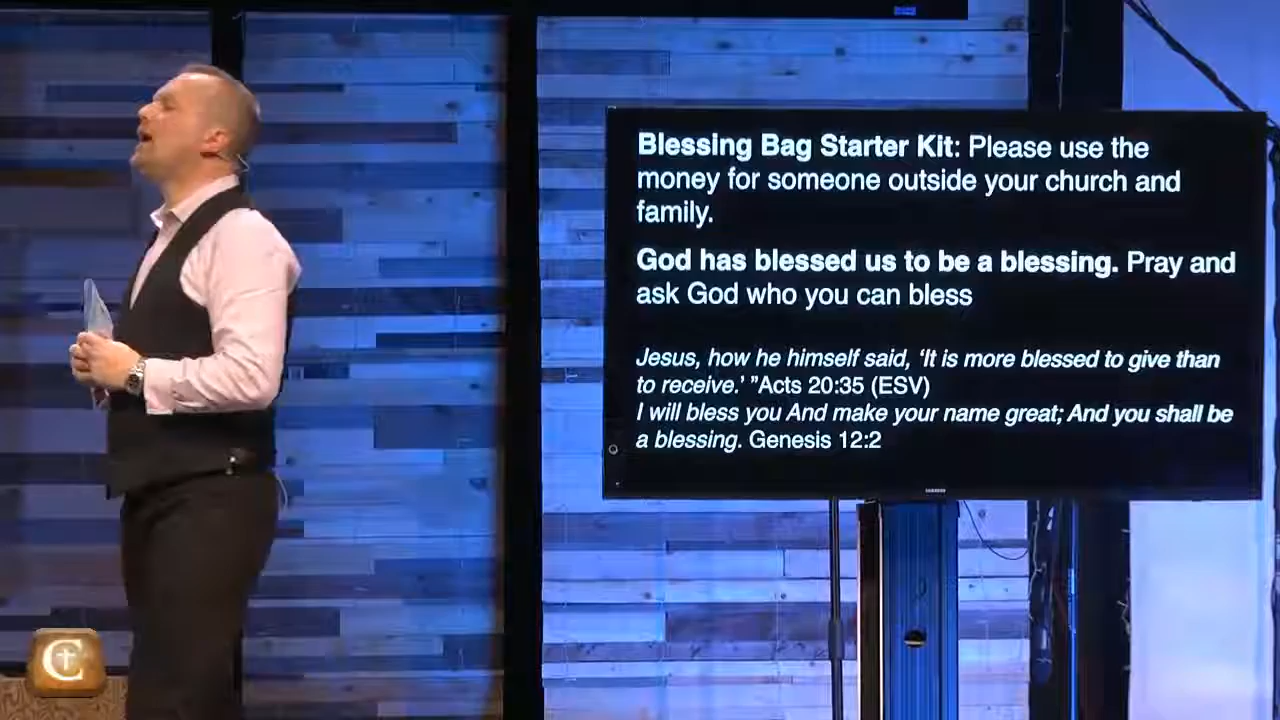 Blessing Bag Starter Kit: Please use the
money for someone outside your church and
family.
God has blessed us to be a blessing. Pray and
ask God who you can bless
Jesus, how he himself said, ‘It is more blessed to give than
to receive.’ ”Acts 20:35 (ESV)
I will bless you And make your name great; And you shall be
a blessing. Genesis 12:2
SAMSUNG
C